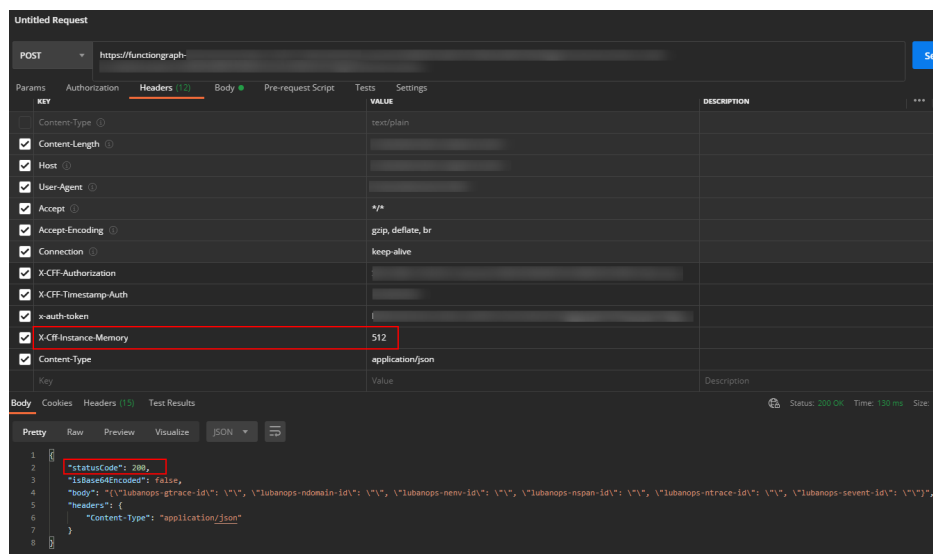 Untitled Request
POST https://functiongraph-
Params Authorization Headers (12) Body Pre-request Script Tests Settings
KEY VALUE DESCRIPTION
Content-Type text/plain
Content-Length
Host
User-Agent
Accept */*
Accept-Encoding gzip, deflate, br
Connection keep-alive
X-CFF-Authorization
X-CFF-Timestamp-Auth
x-auth-token
X-Cff-Instance-Memory 512
Content-Type application/json
Key Value Description
Body Cookies Headers (15) Test Results Status: 200 OK Time: 130 ms Size:
Pretty Raw Preview Visualize JSON
1 {
2 "statusCode": 200,
3 "isBase64Encoded": false,
4 "body": "{\"lubanops-gtrace-id\": \"\", \"lubanops-ndomain-id\": \"\", \"lubanops-nenv-id\": \"\", \"lubanops-nspan-id\": \"\", \"lubanops-ntrace-id\": \"\", \"lubanops-sevent-id\": \"\"}",
5 "headers": {
6 "Content-Type": "application/json"
7 }
8 }